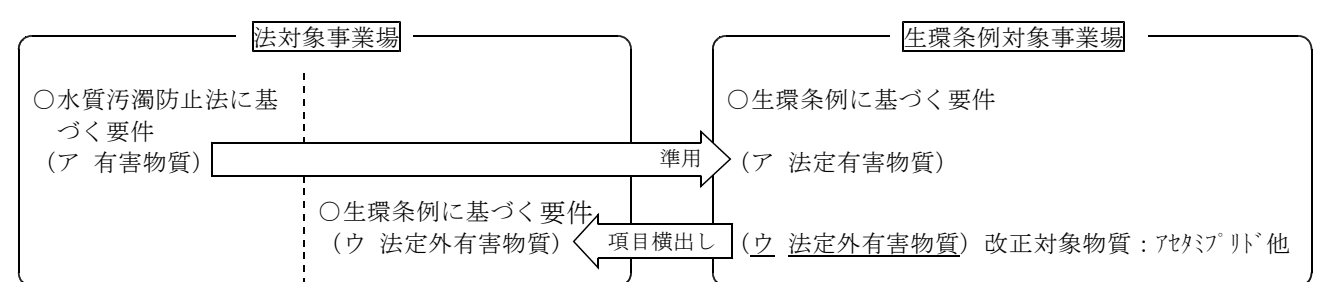 法対象事業場
生環条例対象事業場
○水質汚濁防止法に基
づく要件
(ア 有害物質)
準用
○生環条例に基づく要件
(ア 法定有害物質)
○生環条例に基づく要件
(ウ 法定外有害物質)
項目横出し
(ウ 法定外有害物質) 改正対象物質:アセタミプリド他